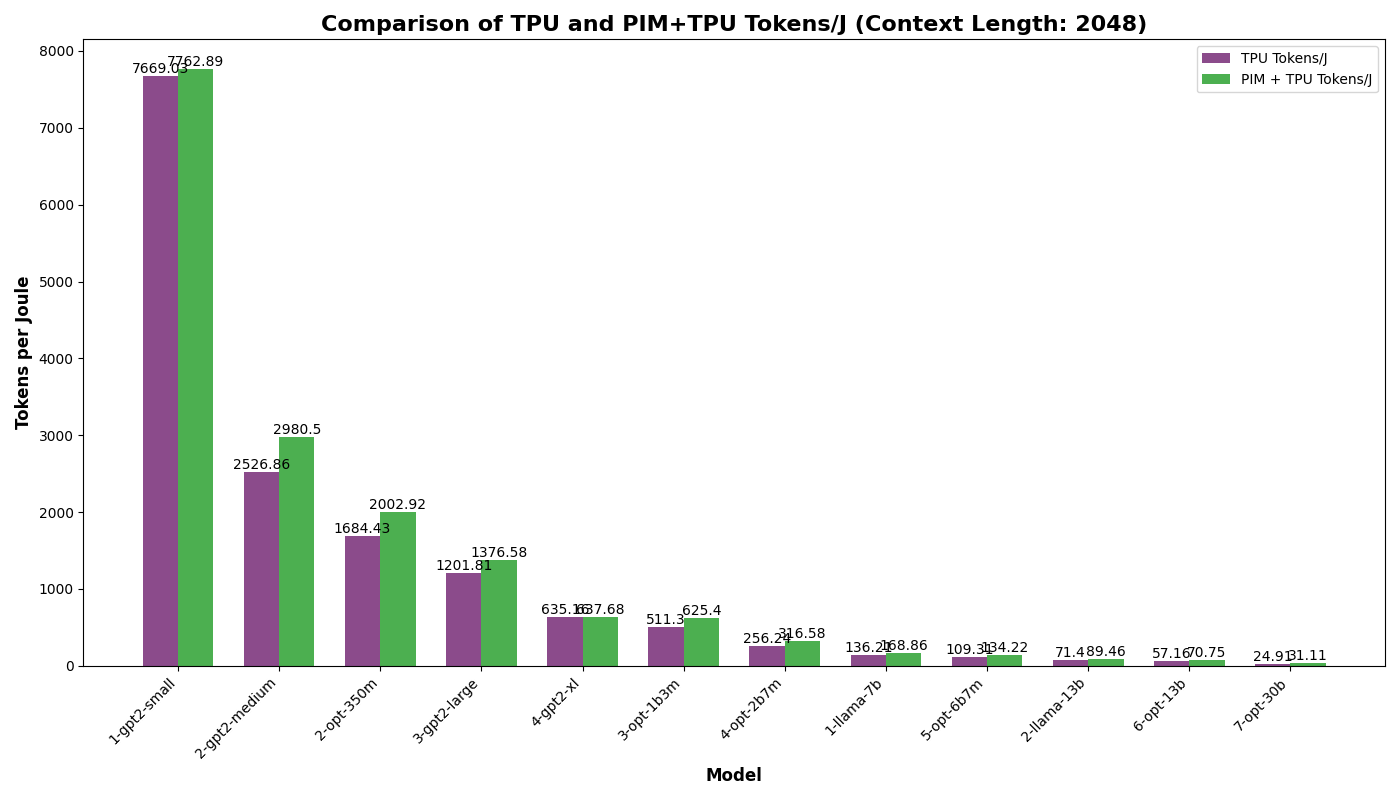 Comparison of TPU and PIM+TPU Tokens/J (Context Length: 2048)
TPU Tokens/J
PIM + TPU Tokens/J
Tokens per Joule
8000
7000
6000
5000
4000
3000
2000
1000
0
7669.03
7762.89
2526.86
2980.5
1684.43
2002.92
1201.81
1376.58
635.16
637.68
511.3
625.4
256.24
316.58
136.21
168.86
109.31
134.22
71.4
89.46
57.16
70.75
24.91
31.11
1-gpt2-small
2-gpt2-medium
2-opt-350m
3-gpt2-large
4-gpt2-xl
3-opt-1b3m
4-opt-2b7m
1-llama-7b
5-opt-6b7m
2-llama-13b
6-opt-13b
7-opt-30b
Model